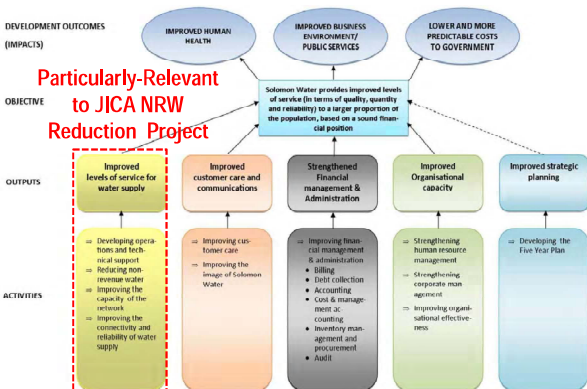 DEVELOPMENT OUTCOMES
(IMPACTS)
IMPROVED HUMAN
HEALTH
IMPROVED BUSINESS
ENVIRONMENT/
PUBLIC SERVICES
LOWER AND MORE
PREDICTABLE COSTS
TO GOVERNMENT
Particularly-Relevant
to JICA NRW
Reduction Project
OBJECTIVE
Solomon Water provides improved levels
of service (in terms of quality, quantity
and reliability) to a larger proportion of
the population, based on a sound finan-
cial position
OUTPUTS
Improved
levels of service for
water supply
Improved
customer care and
communications
Strengthened
Financial
management &
Administration
Improved
Organisational
capacity
Improved strategic
planning
ACTIVITIES
⇒ Developing opera-
tions and tech-
nical support
⇒ Reducing non-
revenue water
⇒ Improving the
capacity of the
network
⇒ Improving the
connectivity and
reliability of water
supply
⇒ Improving cus-
tomer care
⇒ Improving the
image of Solomon
Water
⇒ Improving finan-
cial management
& administration
• Billing
• Debt collection
• Accounting
• Cost & manage-
ment ac-
counting
• Inventory man-
agement and
procurement
• Audit
⇒ Strengthening
human resource
management
⇒ Strengthening
corporate man
agement
⇒ Improving organi-
sational effective-
ness
⇒ Developing the
Five Year Plan